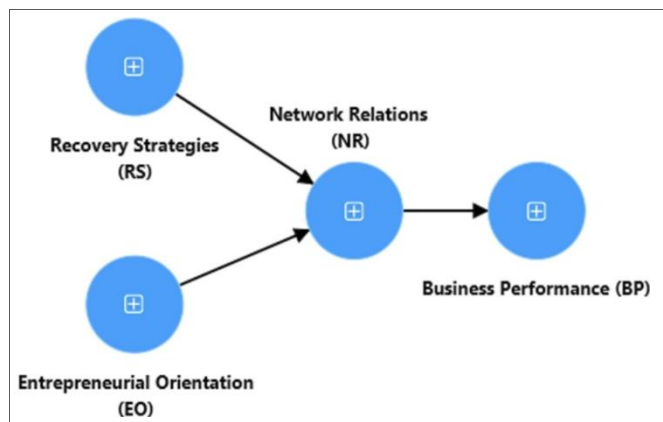 Network Relations
(NR)
Recovery Strategies
(RS)
Business Performance (BP)
Entrepreneurial Orientation
(EO)